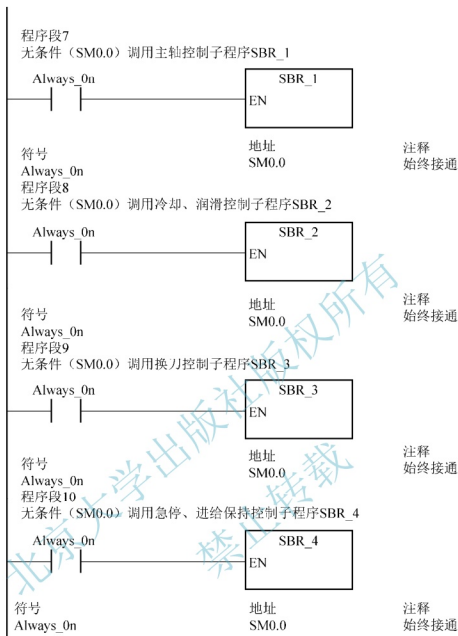 程序段7
无条件（SM0.0）调用主轴控制子程序SBR_1
Always_0n
SBR_1
EN
符号 地址 注释
Always_0n SM0.0 始终接通
程序段8
无条件（SM0.0）调用冷却、润滑控制子程序SBR_2
Always_0n
SBR_2
EN
符号 地址 注释
Always_0n SM0.0 始终接通
程序段9
无条件（SM0.0）调用换刀控制子程序SBR_3
Always_0n
SBR_3
EN
符号 地址 注释
Always_0n SM0.0 始终接通
程序段10
无条件（SM0.0）调用急停、进给保持控制子程序SBR_4
Always_0n
SBR_4
EN
符号 地址 注释
Always_0n SM0.0 始终接通
北京大学出版社版权所有
禁止转载